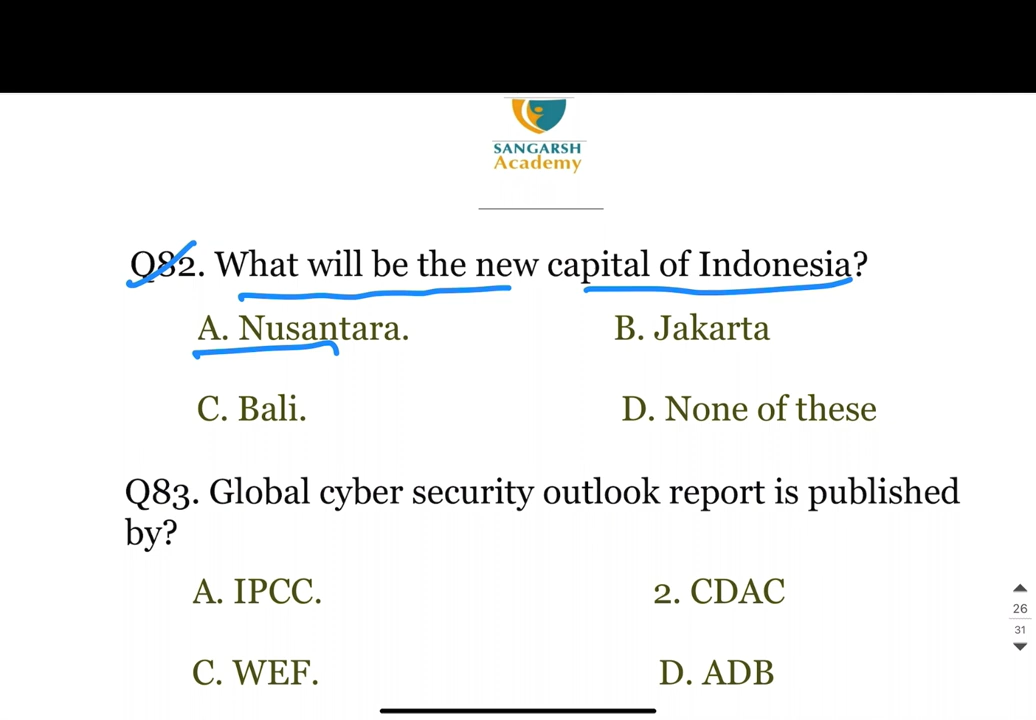 SANGARSH
Academy
Q82. What will be the new capital of Indonesia?
A. Nusantara. B. Jakarta
C. Bali. D. None of these
Q83. Global cyber security outlook report is published
by?
A. IPCC. 2. CDAC
C. WEF. D. ADB
26
31